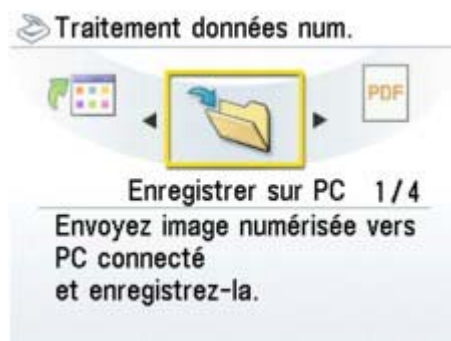 Traitement données num.
PDF
Enregistrer sur PC 1/4
Envoyez image numérisée vers
PC connecté
et enregistrez-la.